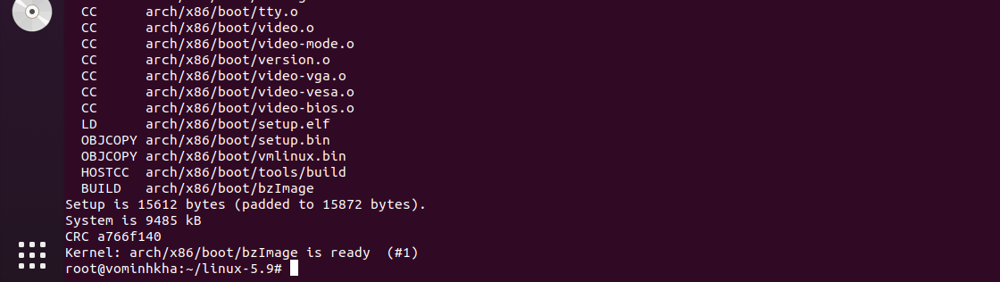 CC      arch/x86/boot/tty.o
CC      arch/x86/boot/video.o
CC      arch/x86/boot/video-mode.o
CC      arch/x86/boot/version.o
CC      arch/x86/boot/video-vga.o
CC      arch/x86/boot/video-vesa.o
CC      arch/x86/boot/video-bios.o
LD      arch/x86/boot/setup.elf
OBJCOPY arch/x86/boot/setup.bin
OBJCOPY arch/x86/boot/vmlinux.bin
HOSTCC  arch/x86/boot/tools/build
BUILD   arch/x86/boot/bzImage
Setup is 15612 bytes (padded to 15872 bytes).
System is 9485 kB
CRC a766f140
Kernel: arch/x86/boot/bzImage is ready  (#1)
root@vominhkha:~/linux-5.9#